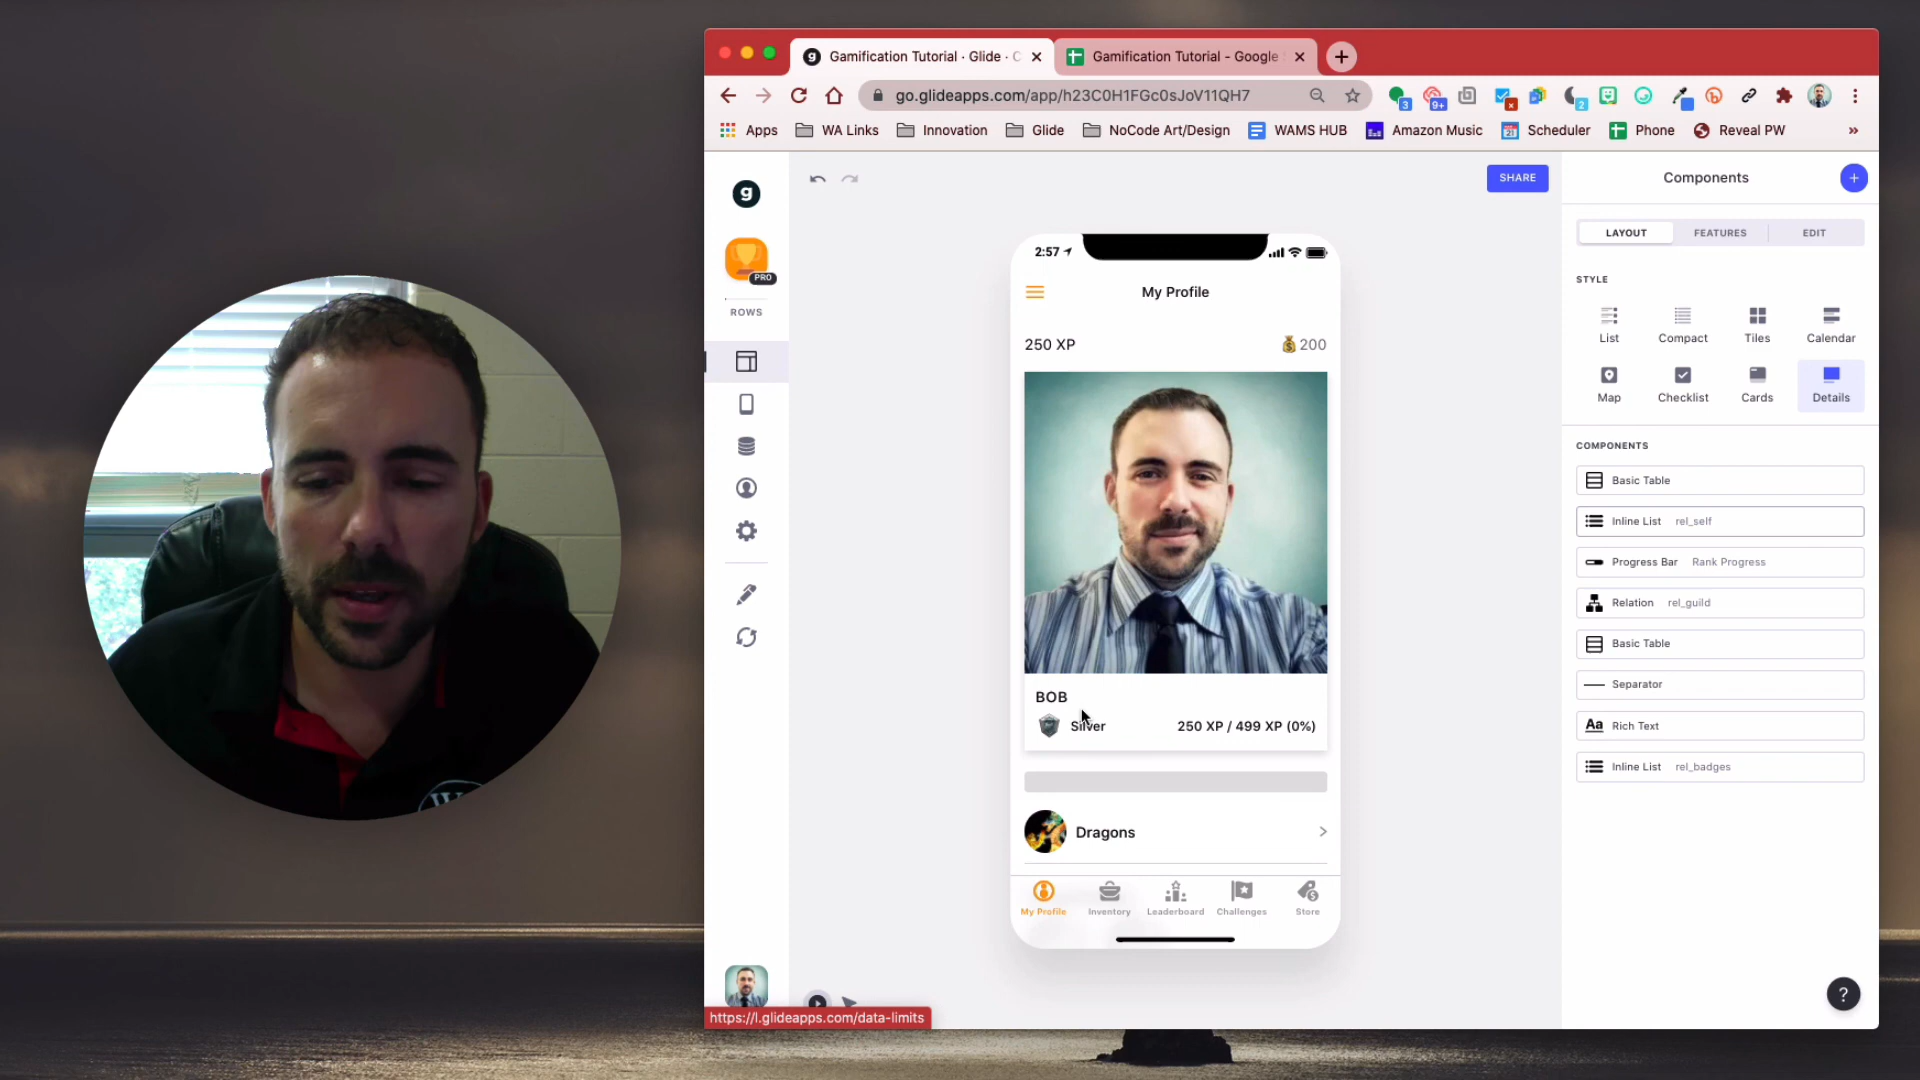 Gamification Tutorial · Glide · C
Gamification Tutorial - Google
go.glideapps.com/app/h23C0H1FGc0sJoV11QH7
3
9+
2
Apps
WA Links
Innovation
Glide
NoCode Art/Design
WAMS HUB
Amazon Music
Scheduler
Phone
Reveal PW
»
g
PRO
ROWS
SHARE
Components
LAYOUT
FEATURES
EDIT
STYLE
List
Compact
Tiles
Calendar
Map
Checklist
Cards
Details
COMPONENTS
Basic Table
Inline List rel_self
Progress Bar Rank Progress
Relation rel_guild
Basic Table
Separator
Aa Rich Text
Inline List rel_badges
2:57
My Profile
250 XP
200
BOB
Silver
250 XP / 499 XP (0%)
Dragons
My Profile
Inventory
Leaderboard
Challenges
Store
https://l.glideapps.com/data-limits
?